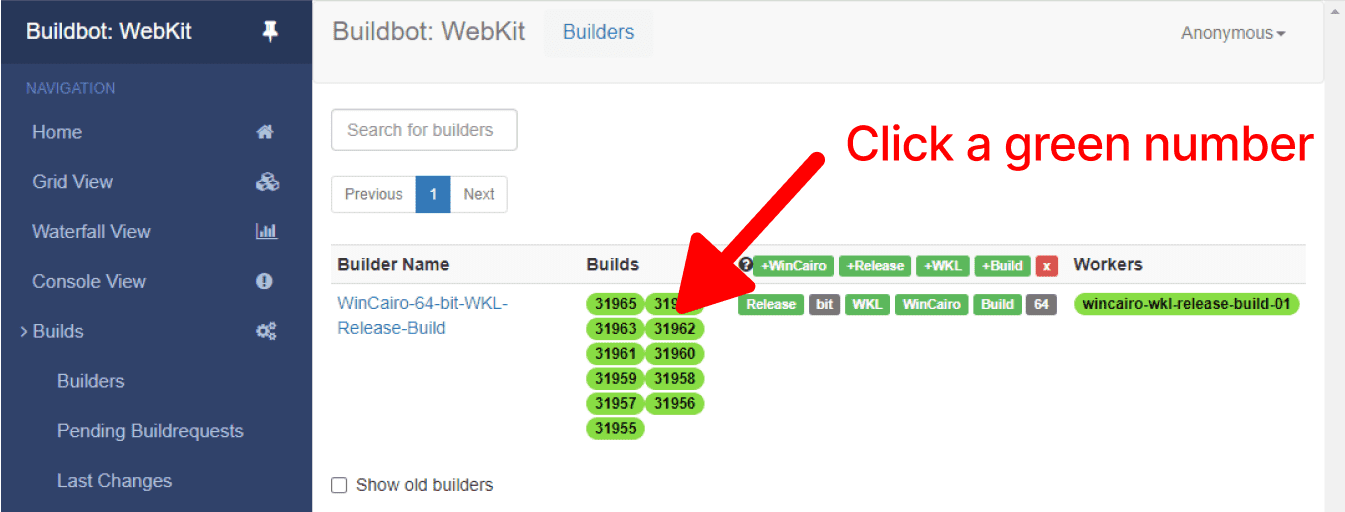 Buildbot: WebKit
Buildbot: WebKit Builders Anonymous
NAVIGATION
Home
Grid View
Waterfall View
Console View
Builds
Builders
Pending Buildrequests
Last Changes
Search for builders
Click a green number
Previous 1 Next
Builder Name Builds +WinCairo +Release +WKL +Build x Workers
WinCairo-64-bit-WKL-
Release-Build
31965
31963 31962
31961 31960
31959 31958
31957 31956
31955
Release bit WKL WinCairo Build 64
wincairo-wkl-release-build-01
Show old builders